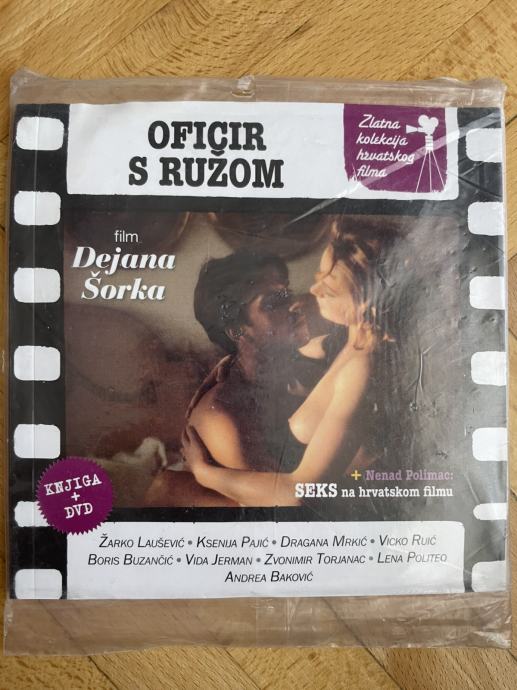 OFICIR
S RUŽOM
Zlatna
kolekcija
hrvatskog
filma
film
Dejana
Šorka
+ Nenad Polimac:
SEKS na hrvatskom filmu
KNJIGA
+
DVD
ŽARKO LAUŠEVIĆ • KSENIJA PAJIĆ • DRAGANA MRKIĆ • VICKO RUIĆ
BORIS BUZANČIĆ • VIDA JERMAN • ZVONIMIR TORJANAC • LENA POLITEO
ANDREA BAKOVIĆ